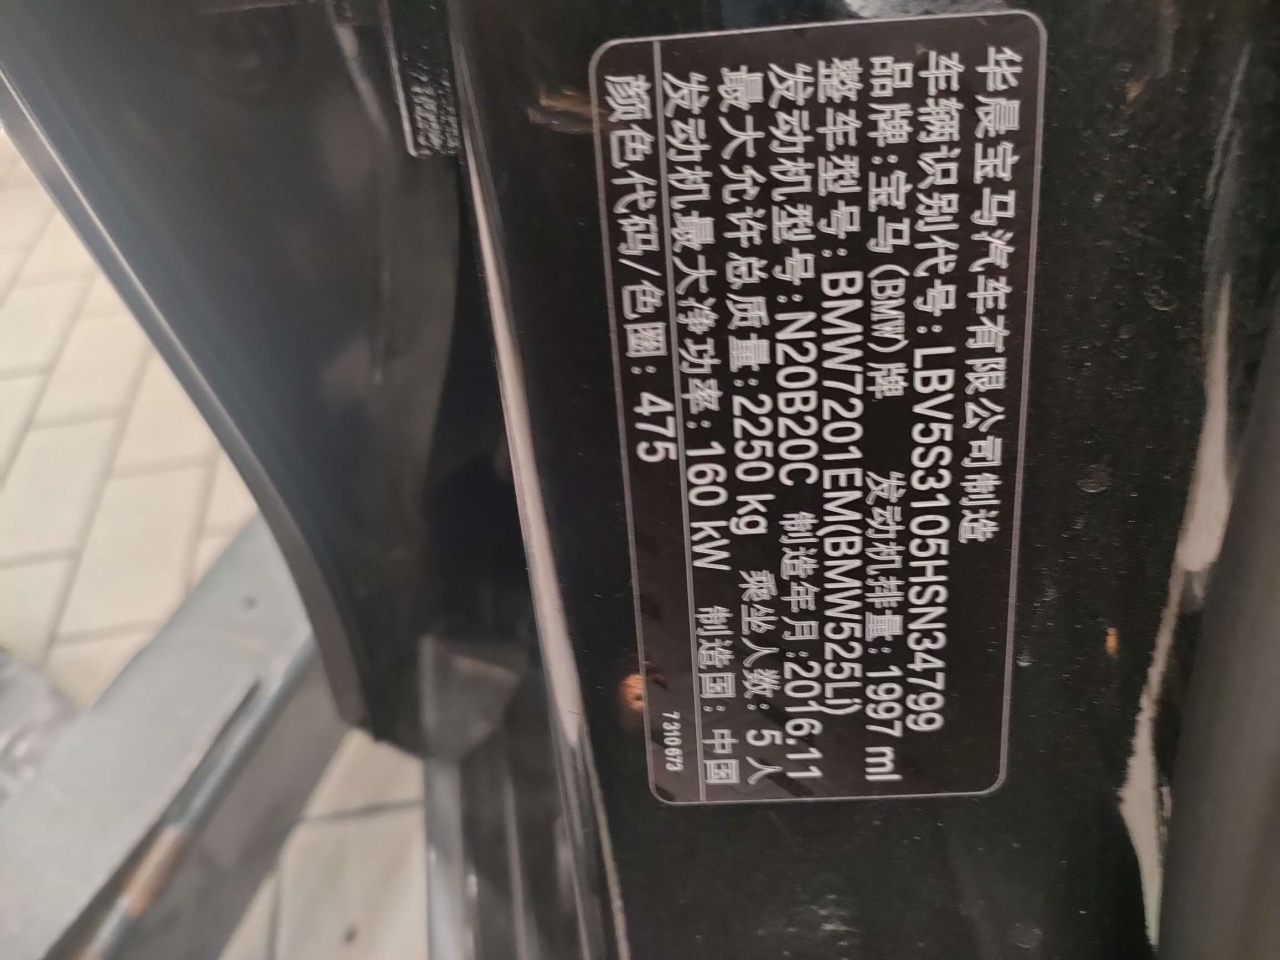 华晨宝马汽车有限公司制造
车辆识别代号:LBV5S3105HSN34799
品牌:宝马(BMW)牌 发动机排量:1997 ml
整车型号:BMW7201EM(BMW525Li)
发动机型号:N20B20C 制造年月:2016.11
最大允许总质量:2250 kg 乘坐人数:5人
发动机最大净功率:160 kW 制造国:中国
颜色代码/色图:475 7310673